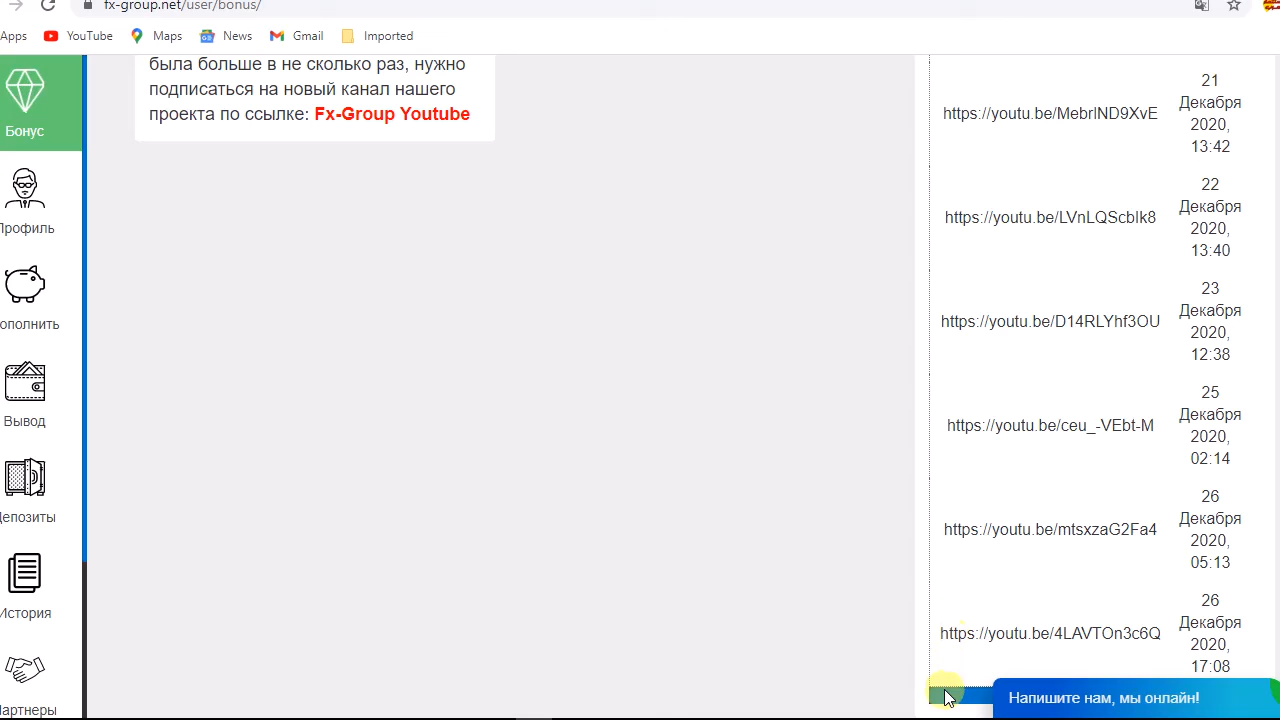 fx-group.net/user/bonus/
Apps
YouTube
Maps
News
Gmail
Imported
была больше в не сколько раз, нужно
подписаться на новый канал нашего
проекта по ссылке: Fx-Group Youtube
Бонус
Профиль
ополнить
Вывод
Депозиты
История
Партнеры
https://youtu.be/MebrlND9XvE
21
Декабря
2020,
13:42
https://youtu.be/LVnLQScblk8
22
Декабря
2020,
13:40
https://youtu.be/D14RLYhf3OU
23
Декабря
2020,
12:38
https://youtu.be/ceu_-VEbt-M
25
Декабря
2020,
02:14
https://youtu.be/mtsxzaG2Fa4
26
Декабря
2020,
05:13
https://youtu.be/4LAVTOn3c6Q
26
Декабря
2020,
17:08
Напишите нам, мы онлайн!